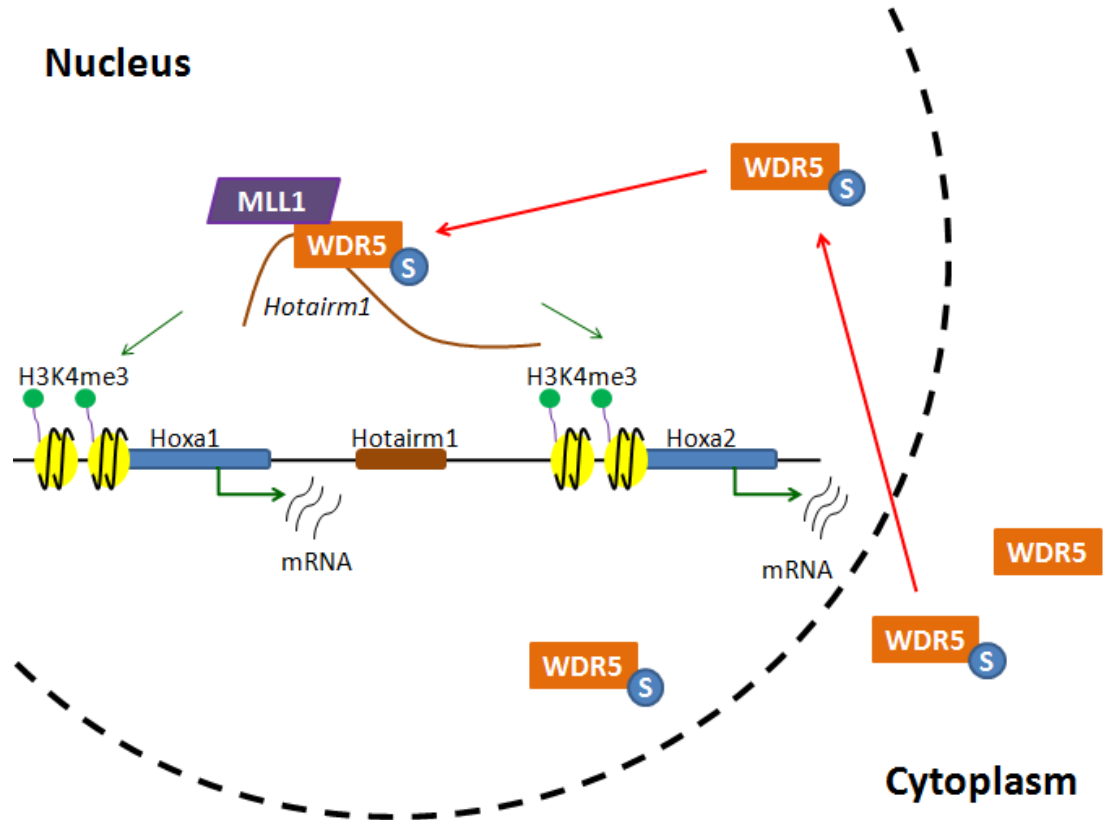 Nucleus
WDR5
S
MLL1
WDR5
S
Hotairm1
H3K4me3
H3K4me3
Hoxa1
Hotairm1
Hoxa2
mRNA
mRNA
WDR5
WDR5
S
WDR5
S
Cytoplasm